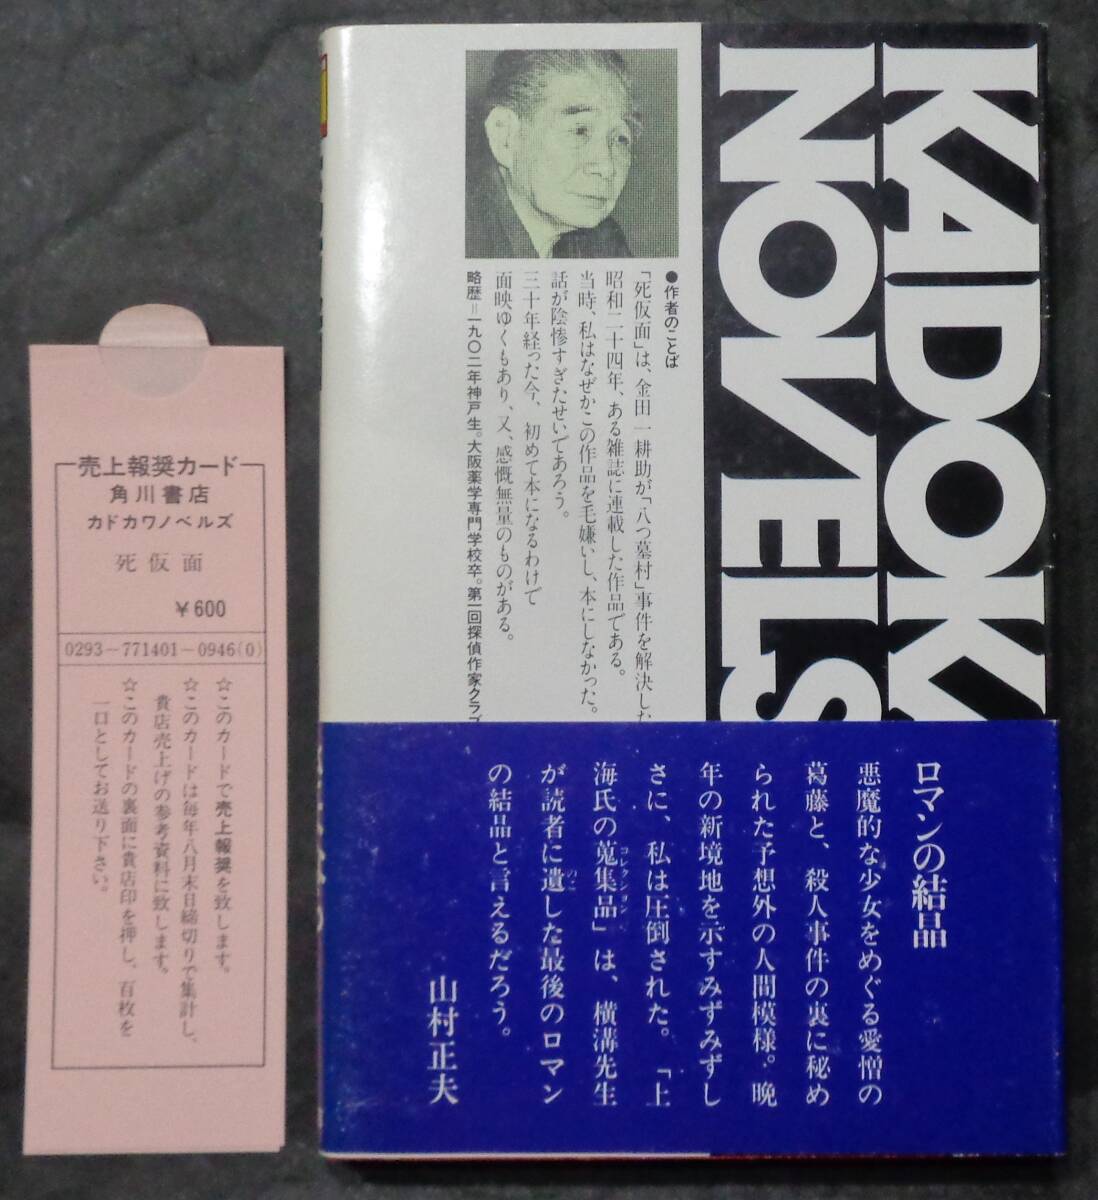 売上報奨カード
角川書店
カドカワノベルズ
死仮面
¥600
0293-771401-0946(0)
☆このカードで売上報奨を致します。
☆このカードは毎年八月末日締切りで集計し、
貴店売上げの参考資料に致します。
☆このカードの裏面に貴店印を押し、百枚を
一口としてお送り下さい。
KADOK
NOVELS
●作者のことば
「死仮面」は、金田一耕助が「八つ墓村」事件を解決した
昭和二十四年、ある雑誌に連載した作品である。
当時、私はなぜかこの作品を毛嫌いし、本にしなかった。
話が陰惨すぎたせいであろう。
三十年経った今、初めて本になるわけで
面映ゆくもあり、又、感慨無量のものがある。
略歴=一九〇二年神戸生。大阪薬学専門学校卒。第一回探偵作家クラブ
ロマンの結晶
悪魔的な少女をめぐる愛憎の
葛藤と、殺人事件の裏に秘め
られた予想外の人間模様。晩
年の新境地を示すみずみずし
さに、私は圧倒された。「上
海氏の蒐集品」は、横溝先生
コレクション
が読者に遺した最後のロマン
のこ
の結晶と言えるだろう。
山村正夫